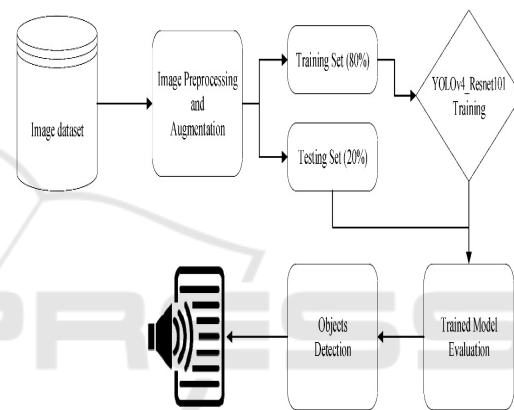 Image dataset
Image Preprocessing
and
Augmentation
Training Set (80%)
Testing Set (20%)
YOLOv4_Resnet101
Training
Trained Model
Evaluation
Objects
Detection
PRESS